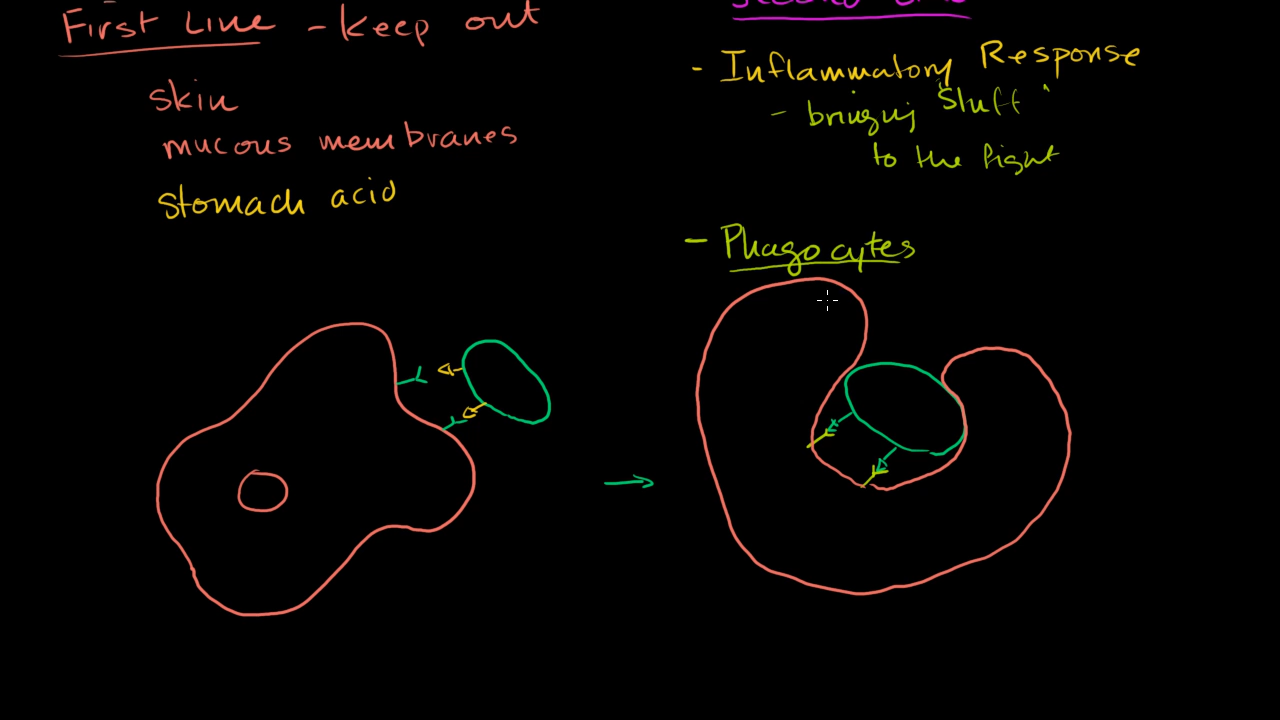 First Line - Keep out
skin
mucous membranes
stomach acid
- Inflammatory Response
- bringing stuff
to the fight
- Phagocytes